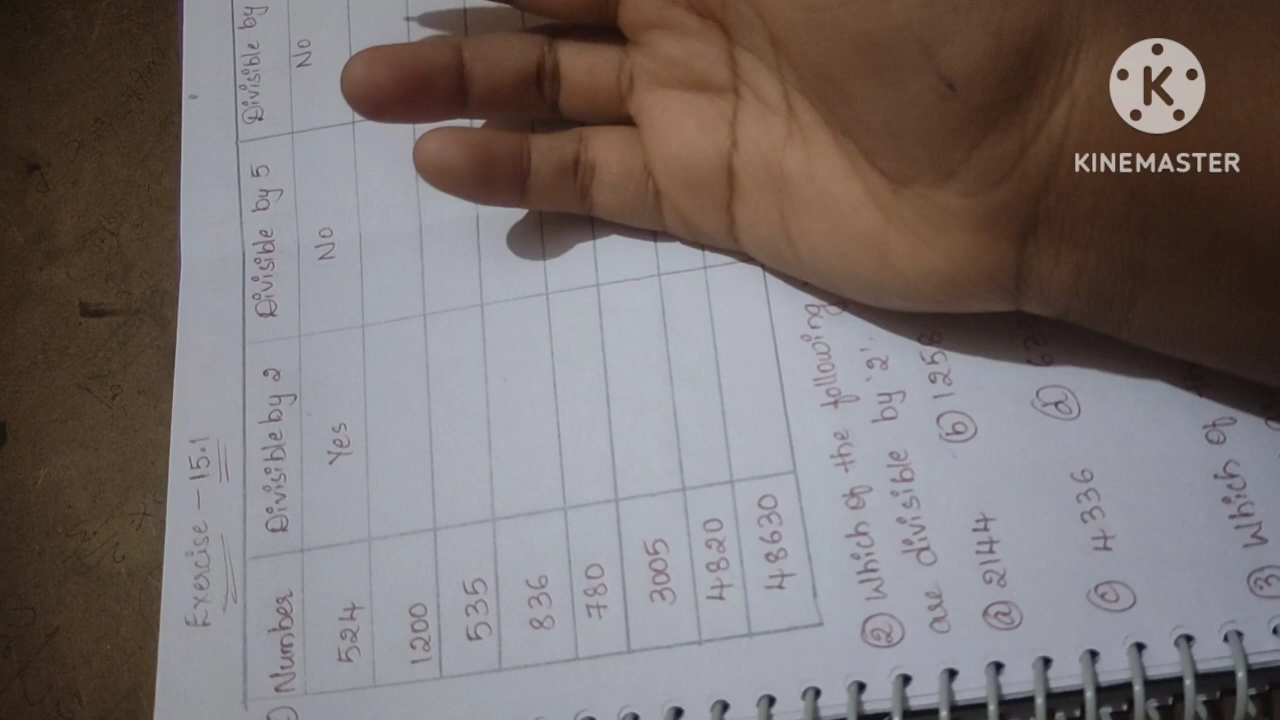 Exercise - 15.1
1) Number Divisible by 2 Divisible by 5 Divisible by
524 Yes No No
1200
535
836
780
3005
4820
48630
② Which of the following
are divisible by '2'.
ⓐ 2144 ⓑ 1258
ⓒ 4336 ⓓ
③ Which of
K
KINEMASTER